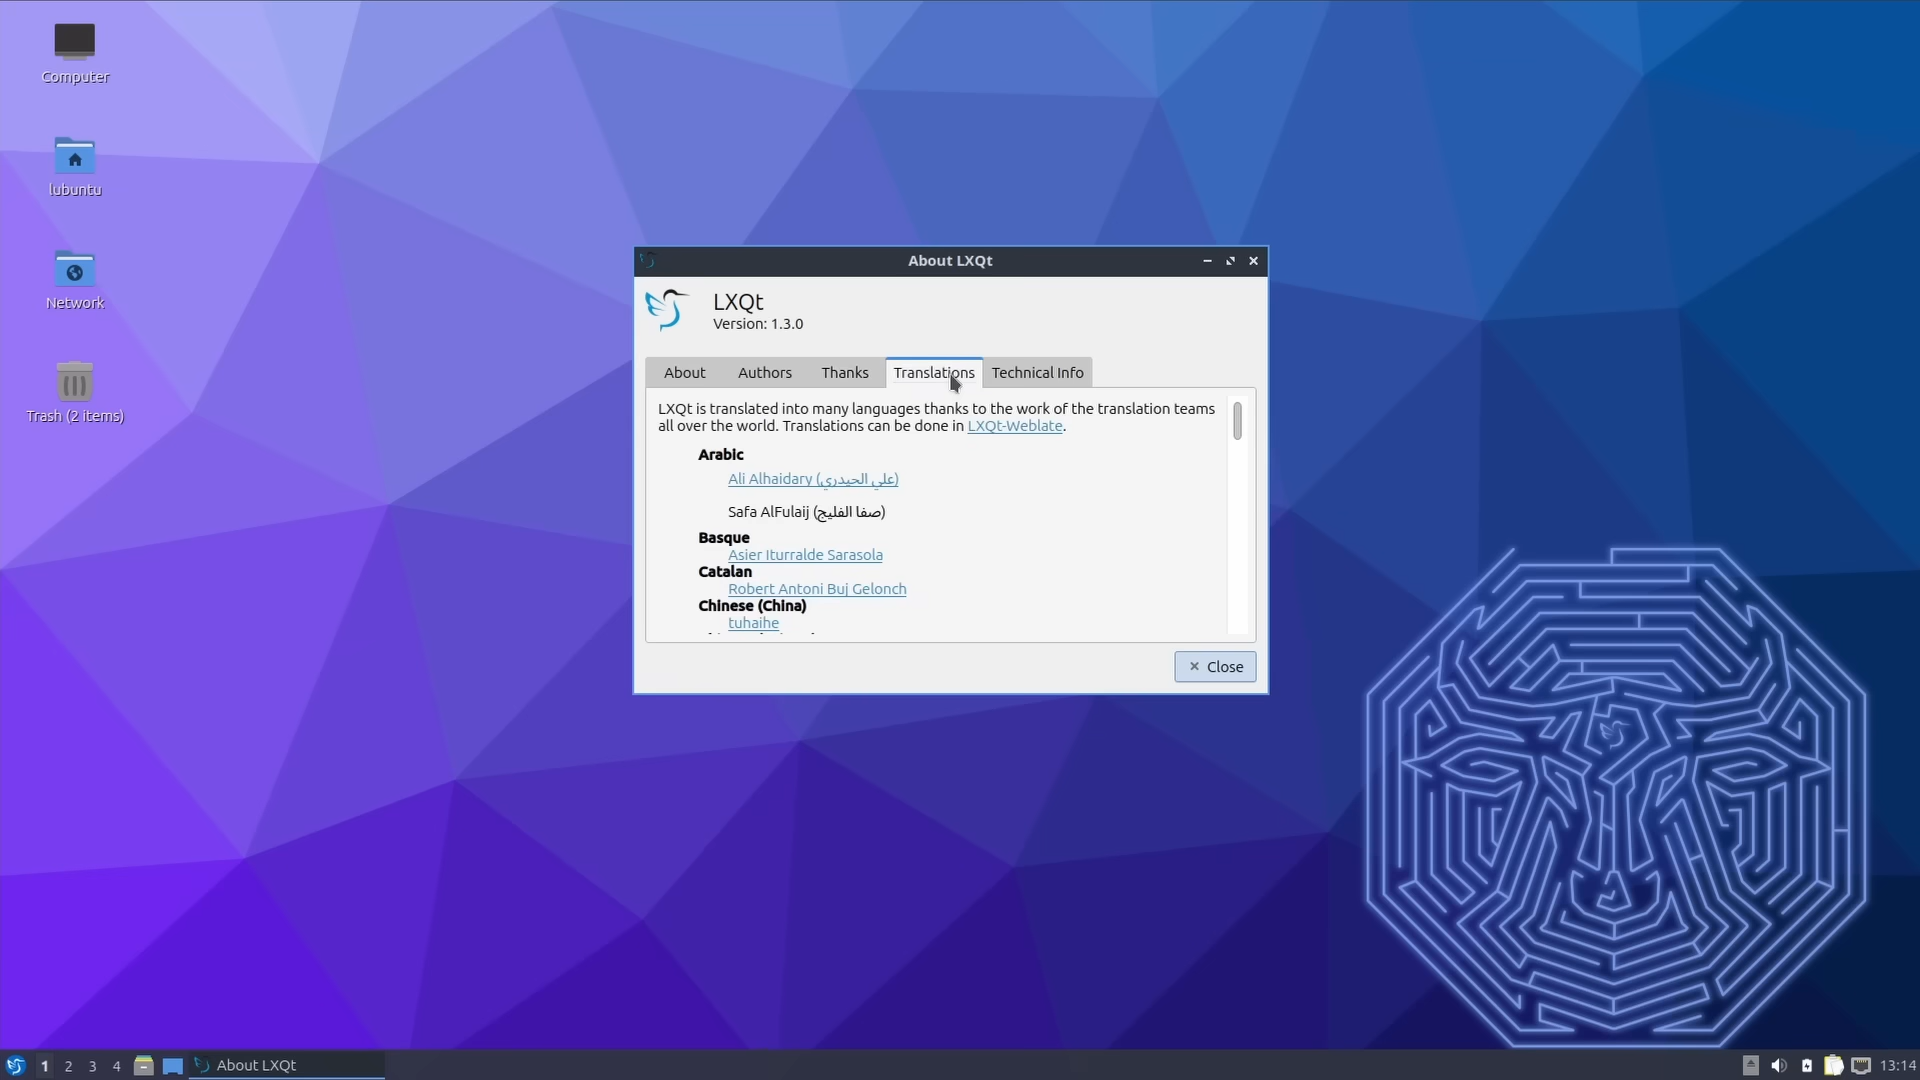 Computer
lubuntu
Network
Trash (2 items)
About LXQt
LXQt
Version: 1.3.0
About Authors Thanks Translations Technical Info
LXQt is translated into many languages thanks to the work of the translation teams
all over the world. Translations can be done in LXQt-Weblate.
Arabic
Ali Alhaidary (علي الحيدري)
Safa AlFulaij (صفا الفليج)
Basque
Asier Iturralde Sarasola
Catalan
Robert Antoni Buj Gelonch
Chinese (China)
tuhaihe
Close
1 2 3 4 About LXQt 13:14